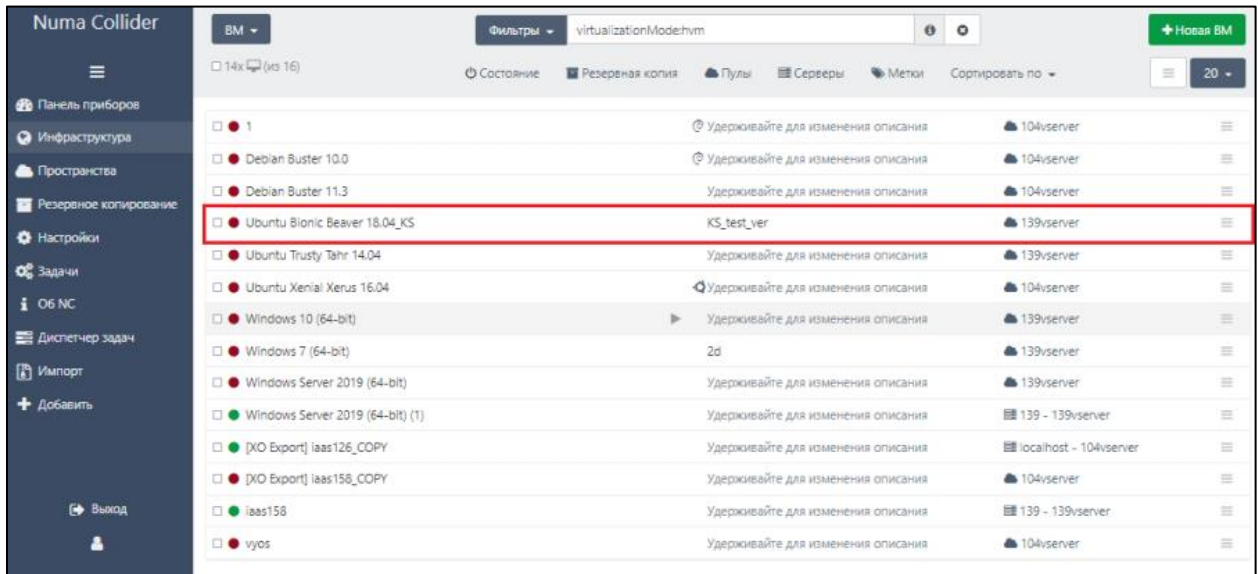 Numa Collider
ВМ
Фильтры
virtualizationMode:hvm
+Новая ВМ
14x (из 16)
Состояние
Резервная копия
Пулы
Серверы
Метки
Сортировать по
20
Панель приборов
Инфраструктура
Пространства
Резервное копирование
Настройки
Задачи
Об NC
Диспетчер задач
Импорт
Добавить
Выход
1 Удерживайте для изменения описания 104vserver
Debian Buster 10.0 Удерживайте для изменения описания 104vserver
Debian Buster 11.3 Удерживайте для изменения описания 104vserver
Ubuntu Bionic Beaver 18.04_KS KS_test_ver 139vserver
Ubuntu Trusty Tahr 14.04 Удерживайте для изменения описания 139vserver
Ubuntu Xenial Xerus 16.04 Удерживайте для изменения описания 104vserver
Windows 10 (64-bit) Удерживайте для изменения описания 139vserver
Windows 7 (64-bit) 2d 139vserver
Windows Server 2019 (64-bit) Удерживайте для изменения описания 139vserver
Windows Server 2019 (64-bit) (1) Удерживайте для изменения описания 139 - 139vserver
[XO Export] iaas126_COPY Удерживайте для изменения описания localhost - 104vserver
[XO Export] iaas158_COPY Удерживайте для изменения описания 104vserver
iaas158 Удерживайте для изменения описания 139 - 139vserver
vyos Удерживайте для изменения описания 104vserver